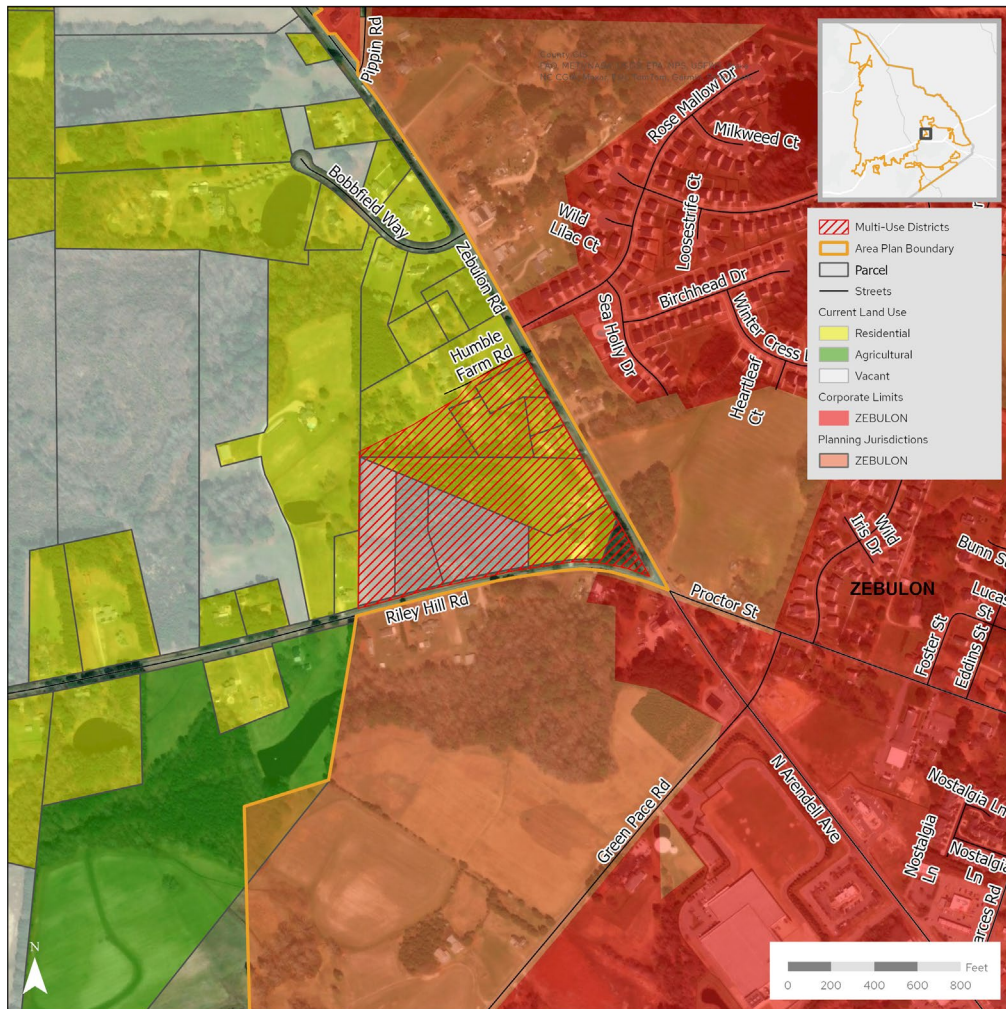 Pippin Rd
Rose Mallow Dr
Milkweed Ct
Bobbfield Way
Wild
Lilac Ct
Loosestrife Ct
Zebulon Rd
Birchhead Dr
Sea Holly Dr
Winter Cress
Humble
Farm Rd
Heartleaf
Ct
Multi-Use Districts
Area Plan Boundary
Parcel
Streets
Current Land Use
Residential
Agricultural
Vacant
Corporate Limits
ZEBULON
Planning Jurisdictions
ZEBULON
Wild
Iris Dr
Bunn St
ZEBULON
Lucas
St
Proctor St
Riley Hill Rd
Foster St
Eddins St
N Arendell Ave
Green Pace Rd
Nostalgia Ln
Nostalgia
Ln
Nostalgia
Ln
arces Rd
N
Feet
0 200 400 600 800